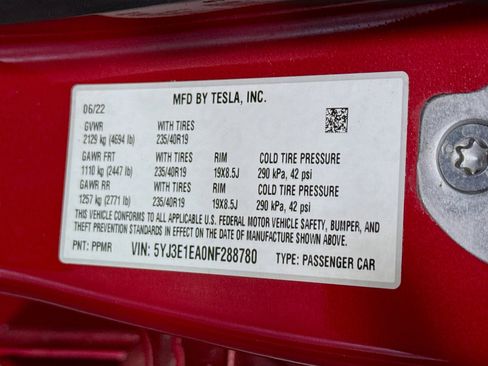 MFD BY TESLA, INC.
06/22
GVWR WITH TIRES
2129 kg (4694 lb) 235/40R19
GAWR FRT WITH TIRES RIM COLD TIRE PRESSURE
1110 kg (2447 lb) 235/40R19 19X8.5J 290 kPa, 42 psi
GAWR RR WITH TIRES RIM COLD TIRE PRESSURE
1257 kg (2771 lb) 235/40R19 19X8.5J 290 kPa, 42 psi
THIS VEHICLE CONFORMS TO ALL APPLICABLE U.S. FEDERAL MOTOR VEHICLE SAFETY, BUMPER, AND
THEFT PREVENTION STANDARDS IN EFFECT ON THE DATE OF MANUFACTURE SHOWN ABOVE.
PNT: PPMR VIN: 5YJ3E1EA0NF288780 TYPE: PASSENGER CAR